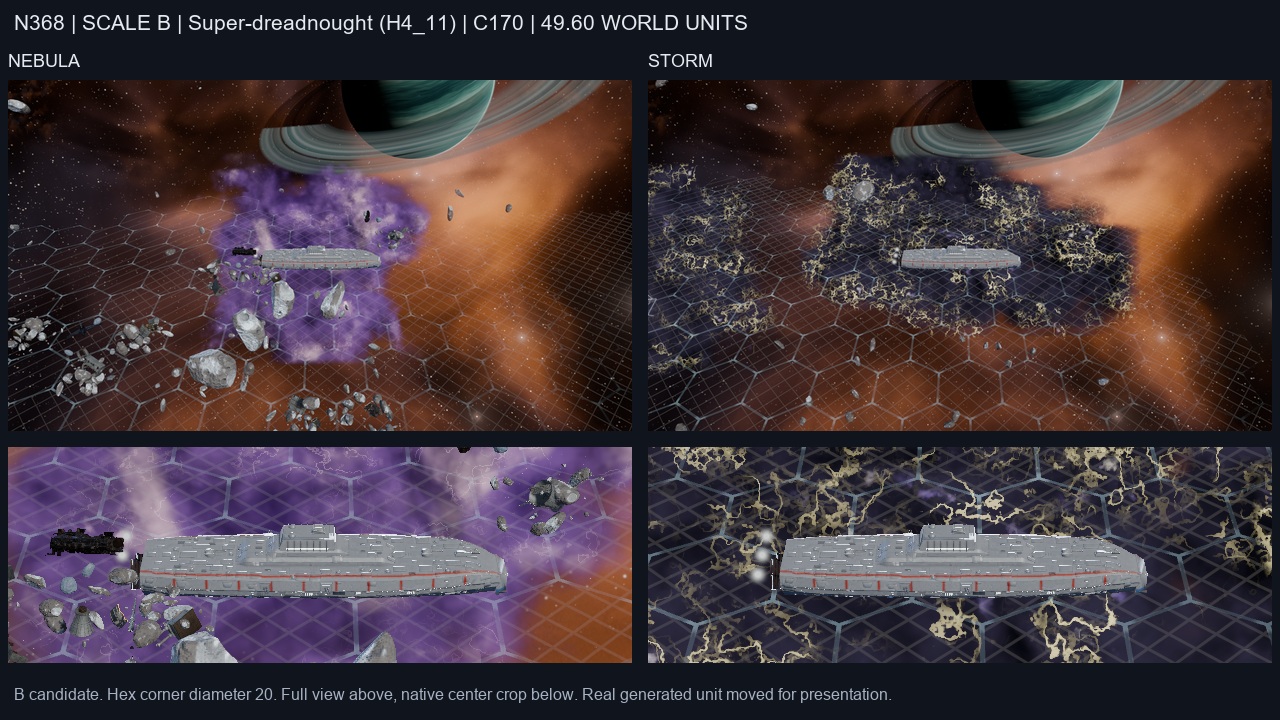 N368 | SCALE B | Super-dreadnought (H4_11) | C170 | 49.60 WORLD UNITS
NEBULA
STORM
B candidate. Hex corner diameter 20. Full view above, native center crop below. Real generated unit moved for presentation.